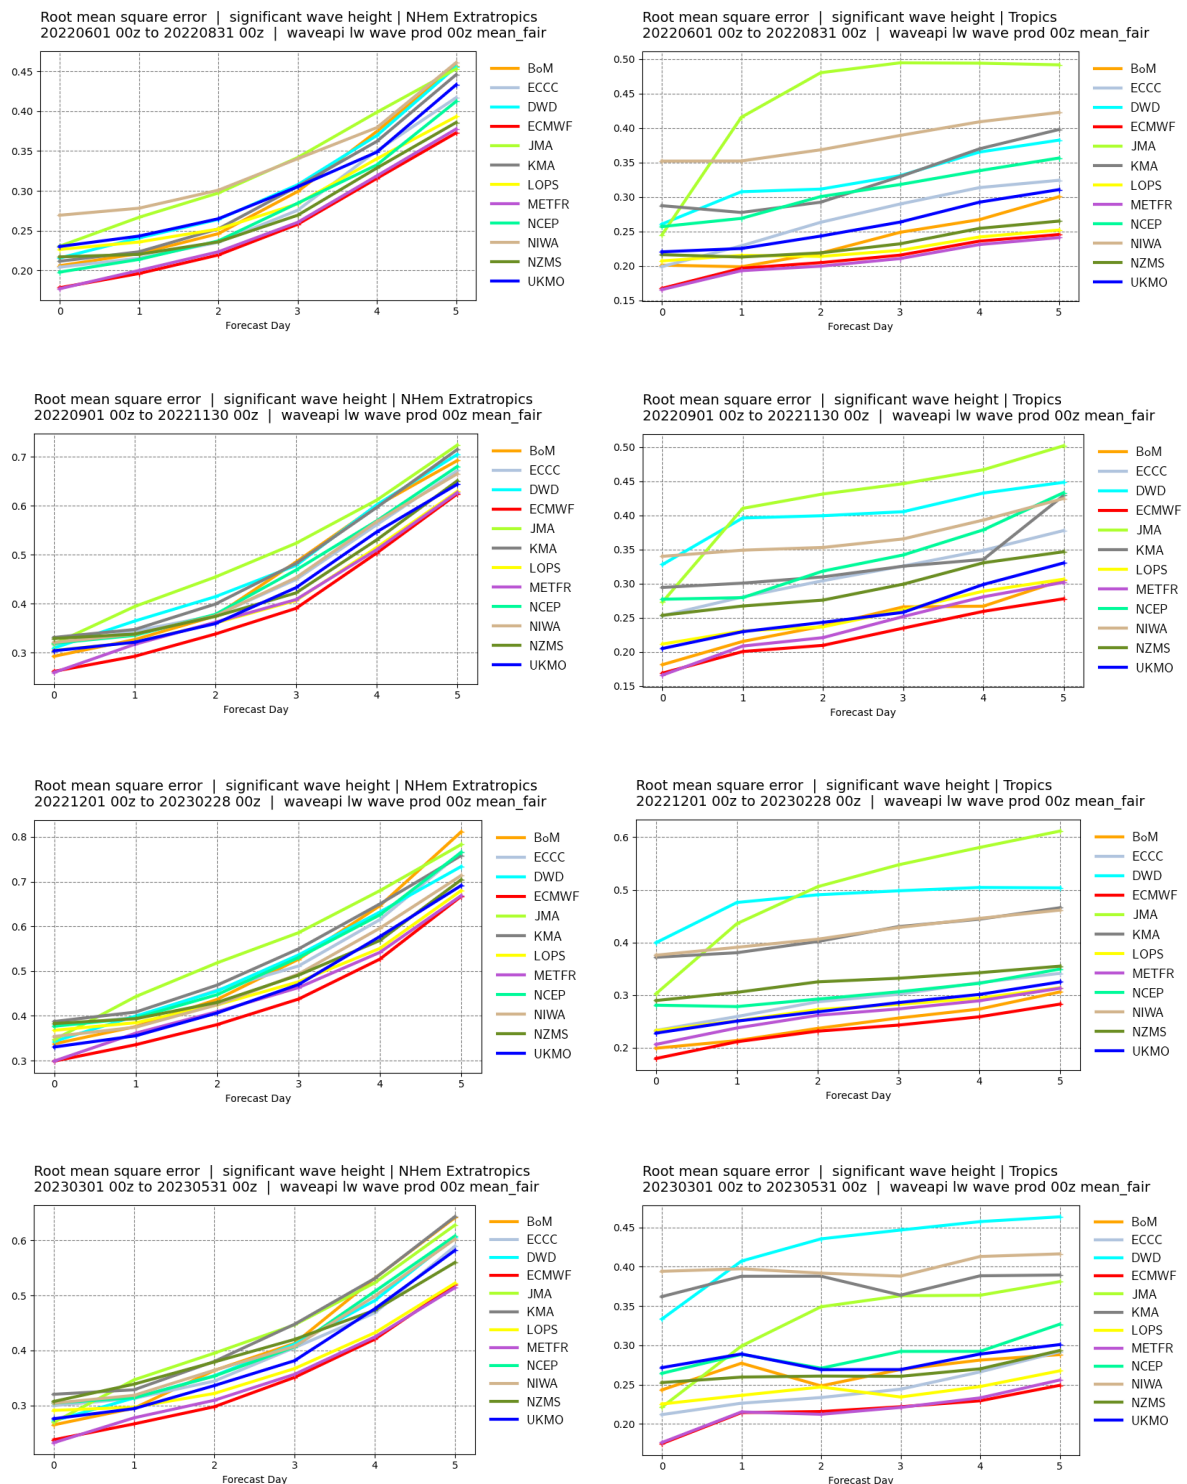 Root mean square error | significant wave height | NHem Extratropics
20220601 00z to 20220831 00z | waveapi lw wave prod 00z mean_fair
0.45
0.40
0.35
0.30
0.25
0.20
0 1 2 3 4 5
Forecast Day
BoM
ECCC
DWD
ECMWF
JMA
KMA
LOPS
METFR
NCEP
NIWA
NZMS
UKMO
Root mean square error | significant wave height | Tropics
20220601 00z to 20220831 00z | waveapi lw wave prod 00z mean_fair
0.50
0.45
0.40
0.35
0.30
0.25
0.20
0.15
0 1 2 3 4 5
Forecast Day
BoM
ECCC
DWD
ECMWF
JMA
KMA
LOPS
METFR
NCEP
NIWA
NZMS
UKMO
Root mean square error | significant wave height | NHem Extratropics
20220901 00z to 20221130 00z | waveapi lw wave prod 00z mean_fair
0.7
0.6
0.5
0.4
0.3
0 1 2 3 4 5
Forecast Day
BoM
ECCC
DWD
ECMWF
JMA
KMA
LOPS
METFR
NCEP
NIWA
NZMS
UKMO
Root mean square error | significant wave height | Tropics
20220901 00z to 20221130 00z | waveapi lw wave prod 00z mean_fair
0.50
0.45
0.40
0.35
0.30
0.25
0.20
0.15
0 1 2 3 4 5
Forecast Day
BoM
ECCC
DWD
ECMWF
JMA
KMA
LOPS
METFR
NCEP
NIWA
NZMS
UKMO
Root mean square error | significant wave height | NHem Extratropics
20221201 00z to 20230228 00z | waveapi lw wave prod 00z mean_fair
0.8
0.7
0.6
0.5
0.4
0.3
0 1 2 3 4 5
Forecast Day
BoM
ECCC
DWD
ECMWF
JMA
KMA
LOPS
METFR
NCEP
NIWA
NZMS
UKMO
Root mean square error | significant wave height | Tropics
20221201 00z to 20230228 00z | waveapi lw wave prod 00z mean_fair
0.6
0.5
0.4
0.3
0.2
0 1 2 3 4 5
Forecast Day
BoM
ECCC
DWD
ECMWF
JMA
KMA
LOPS
METFR
NCEP
NIWA
NZMS
UKMO
Root mean square error | significant wave height | NHem Extratropics
20230301 00z to 20230531 00z | waveapi lw wave prod 00z mean_fair
0.6
0.5
0.4
0.3
0 1 2 3 4 5
Forecast Day
BoM
ECCC
DWD
ECMWF
JMA
KMA
LOPS
METFR
NCEP
NIWA
NZMS
UKMO
Root mean square error | significant wave height | Tropics
20230301 00z to 20230531 00z | waveapi lw wave prod 00z mean_fair
0.45
0.40
0.35
0.30
0.25
0.20
0 1 2 3 4 5
Forecast Day
BoM
ECCC
DWD
ECMWF
JMA
KMA
LOPS
METFR
NCEP
NIWA
NZMS
UKMO